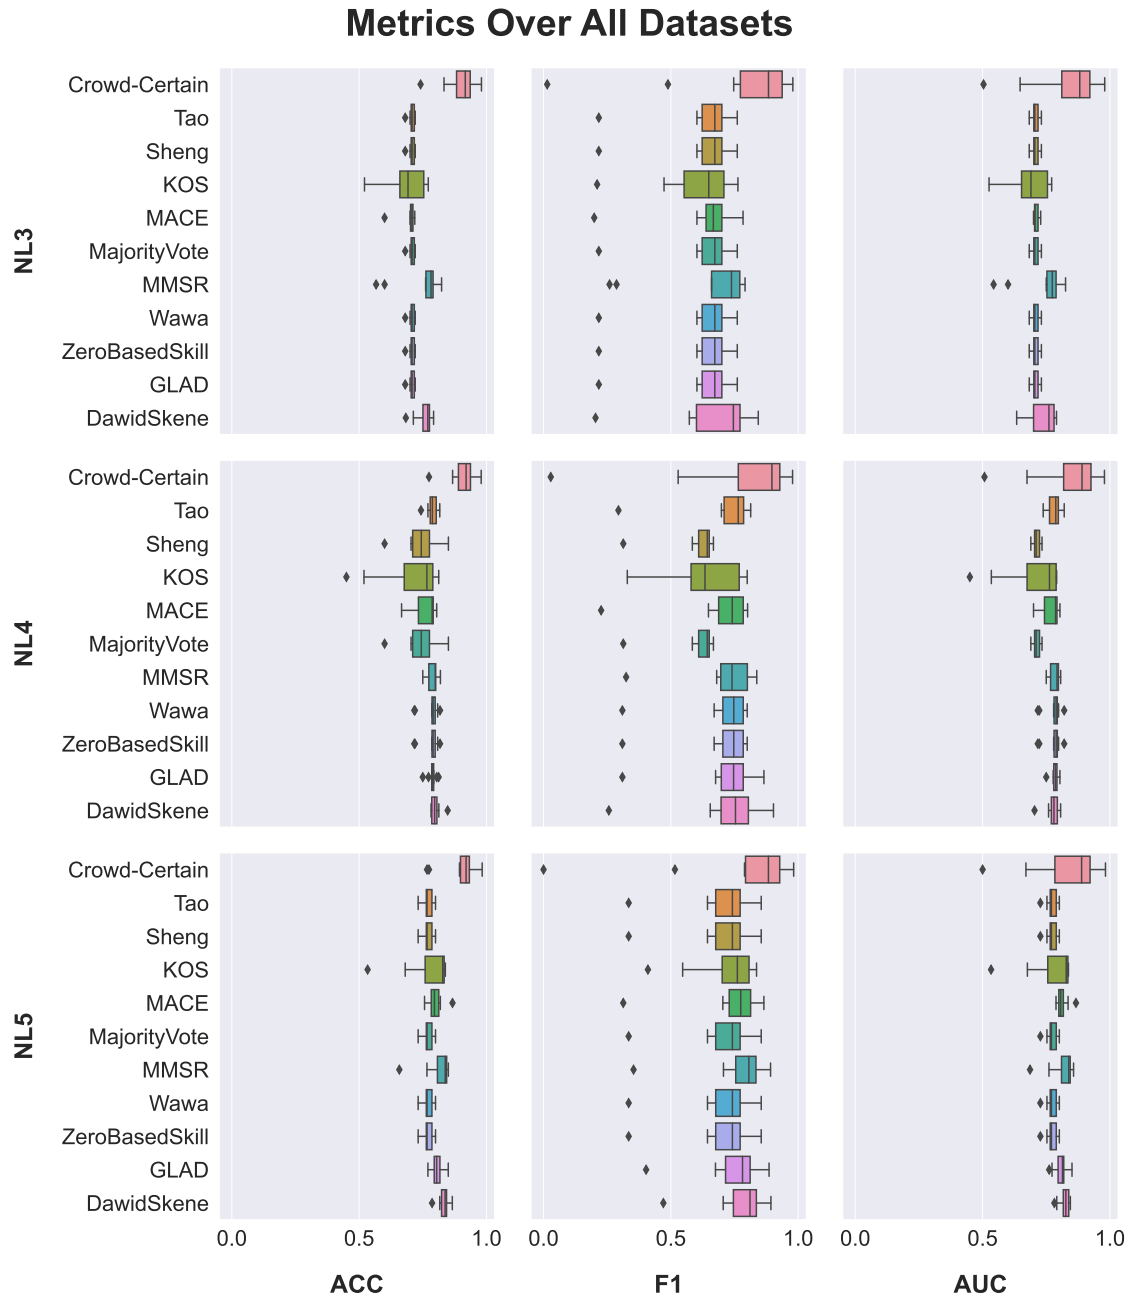 Metrics Over All Datasets
NL3
Crowd-Certain
Tao
Sheng
KOS
MACE
MajorityVote
MMSR
Wawa
ZeroBasedSkill
GLAD
DawidSkene
NL4
Crowd-Certain
Tao
Sheng
KOS
MACE
MajorityVote
MMSR
Wawa
ZeroBasedSkill
GLAD
DawidSkene
NL5
Crowd-Certain
Tao
Sheng
KOS
MACE
MajorityVote
MMSR
Wawa
ZeroBasedSkill
GLAD
DawidSkene
0.0 0.5 1.0 0.0 0.5 1.0 0.0 0.5 1.0
ACC F1 AUC